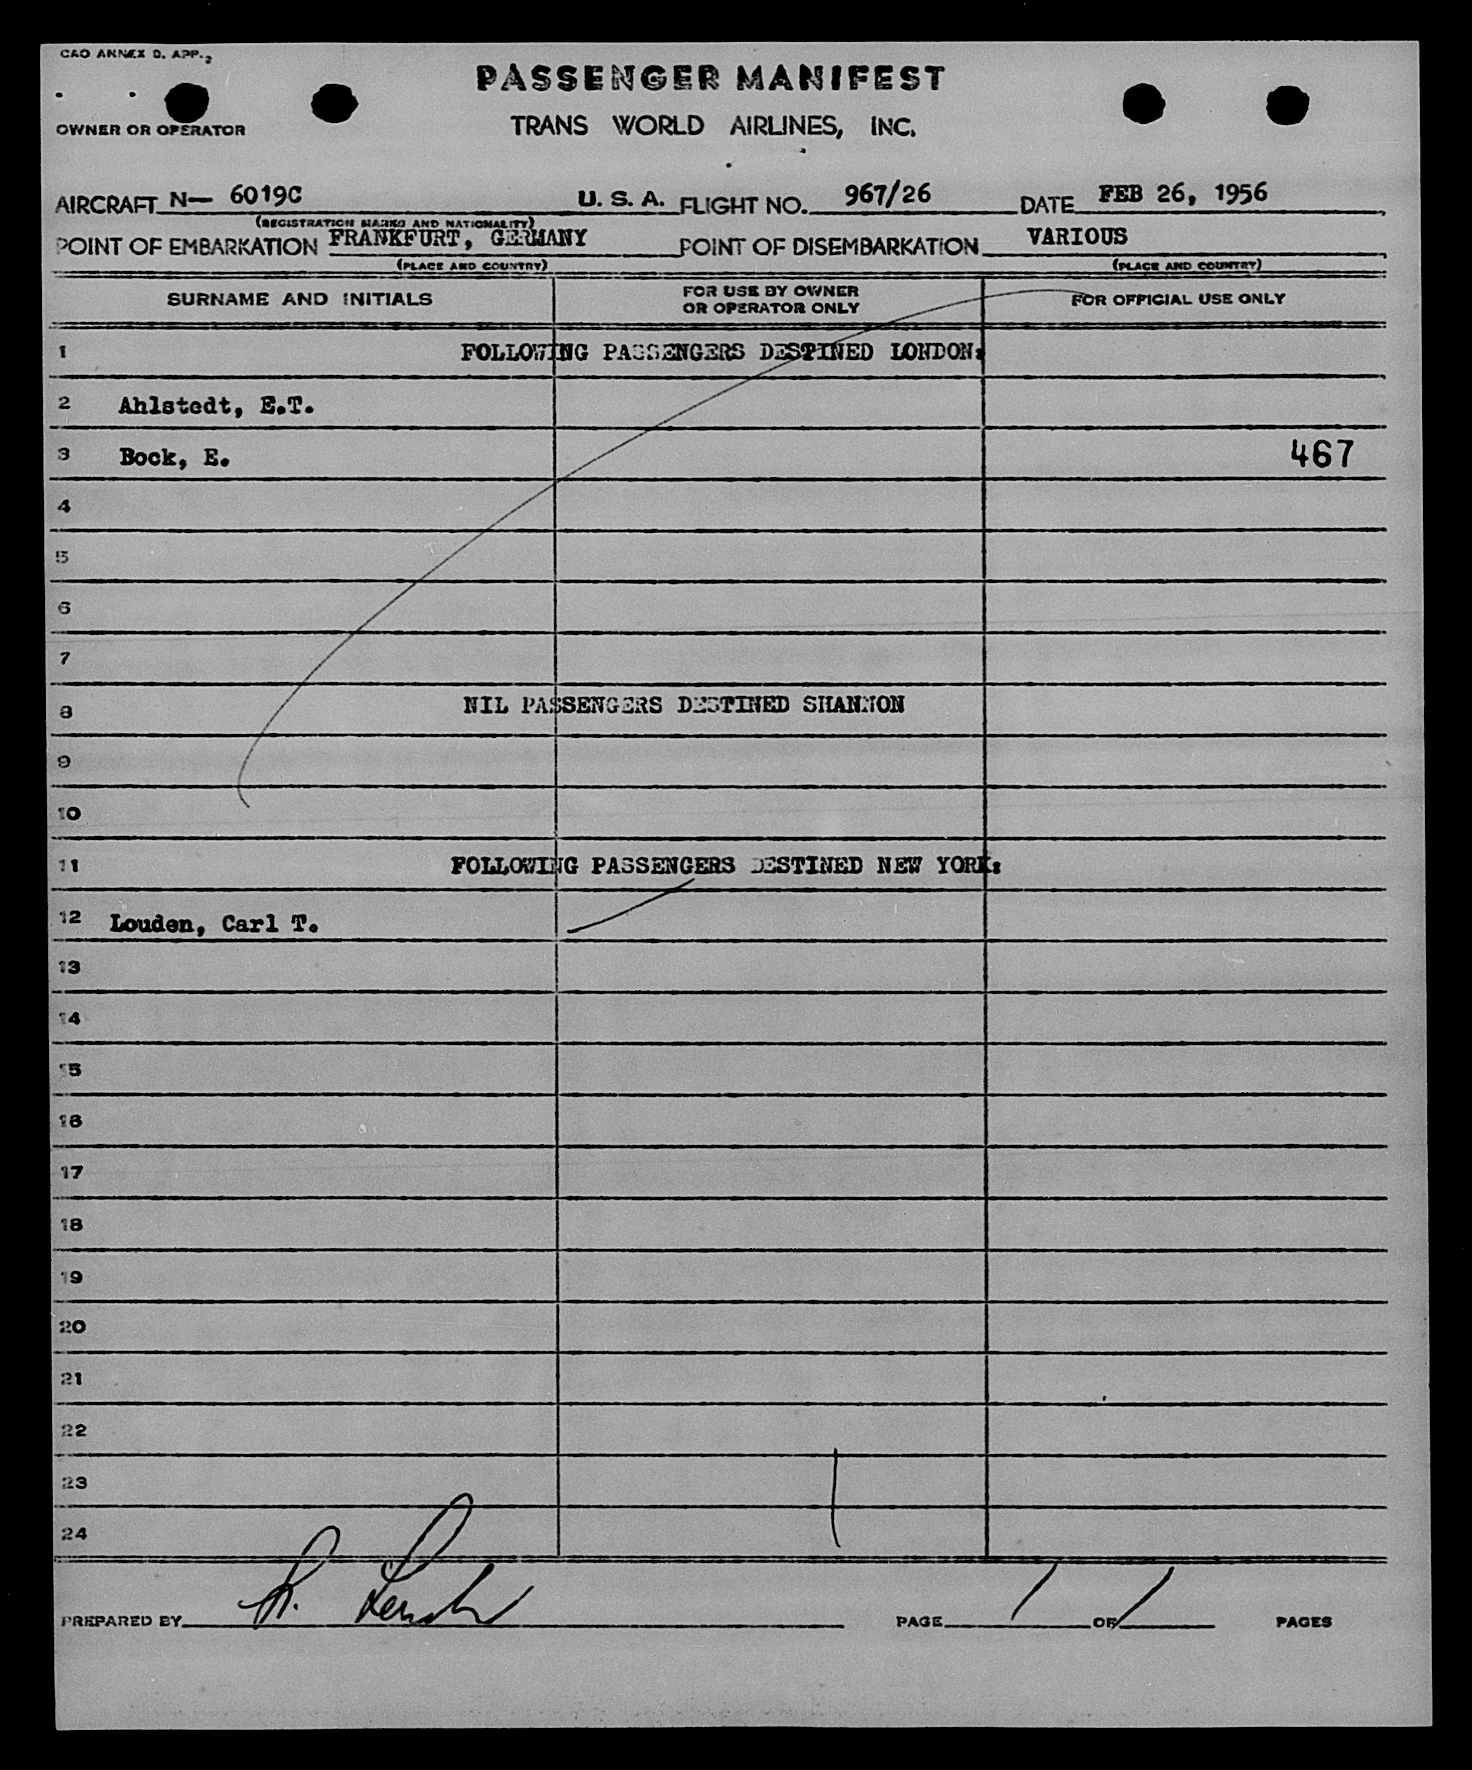 CAO ANNEX D. APP. 2
PASSENGER MANIFEST
OWNER OR OPERATOR TRANS WORLD AIRLINES, INC.
AIRCRAFT N— 6019C U. S. A. FLIGHT NO. 967/26 DATE FEB 26, 1956
(REGISTRATION MARKS AND NATIONALITY)
POINT OF EMBARKATION FRANKFURT, GERMANY POINT OF DISEMBARKATION VARIOUS
(PLACE AND COUNTRY) (PLACE AND COUNTRY)
SURNAME AND INITIALS FOR USE BY OWNER OR OPERATOR ONLY FOR OFFICIAL USE ONLY
1 FOLLOWING PASSENGERS DESTINED LONDON:
2 Ahlstedt, E.T.
3 Bock, E. 467
4
5
6
7
8 NIL PASSENGERS DESTINED SHANNON
9
10
11 FOLLOWING PASSENGERS DESTINED NEW YORK:
12 Louden, Carl T.
13
14
15
16
17
18
19
20
21
22
23
24
PREPARED BY PAGE 1 OF 1 PAGES